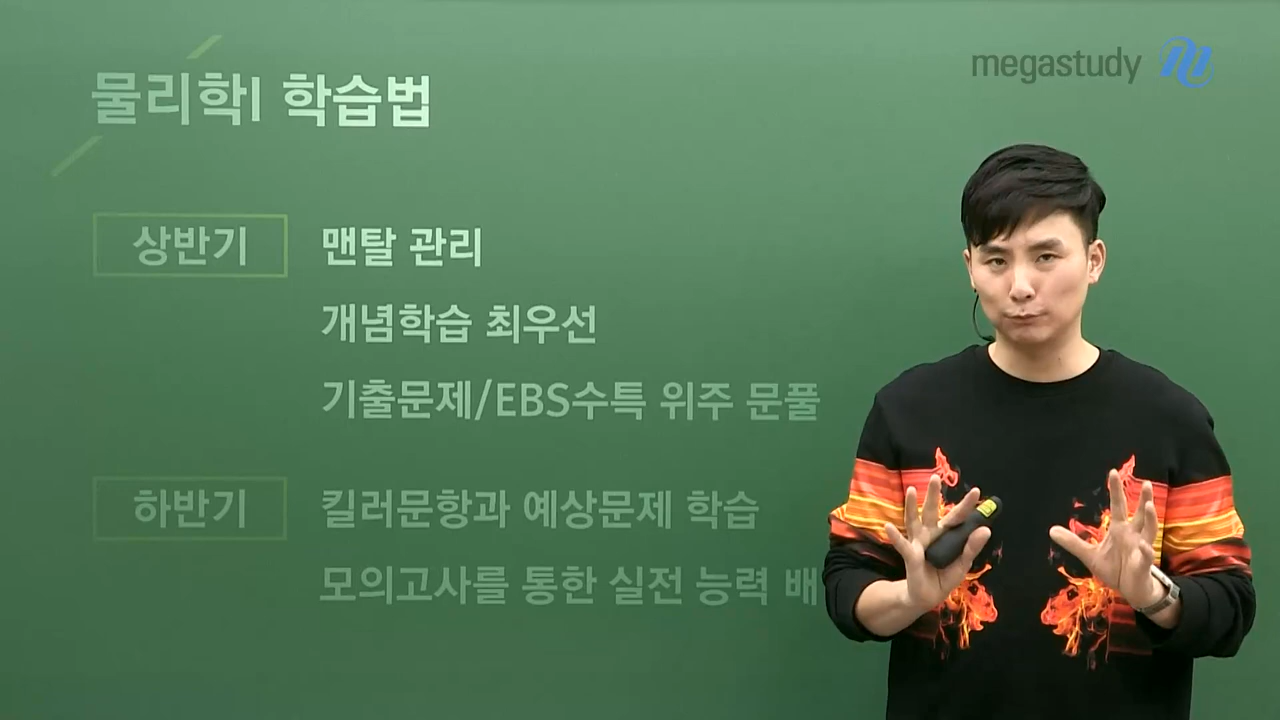 megastudy
물리학I 학습법
상반기 맨탈 관리
개념학습 최우선
기출문제/EBS수특 위주 문풀
하반기 킬러문항과 예상문제 학습
모의고사를 통한 실전 능력 배